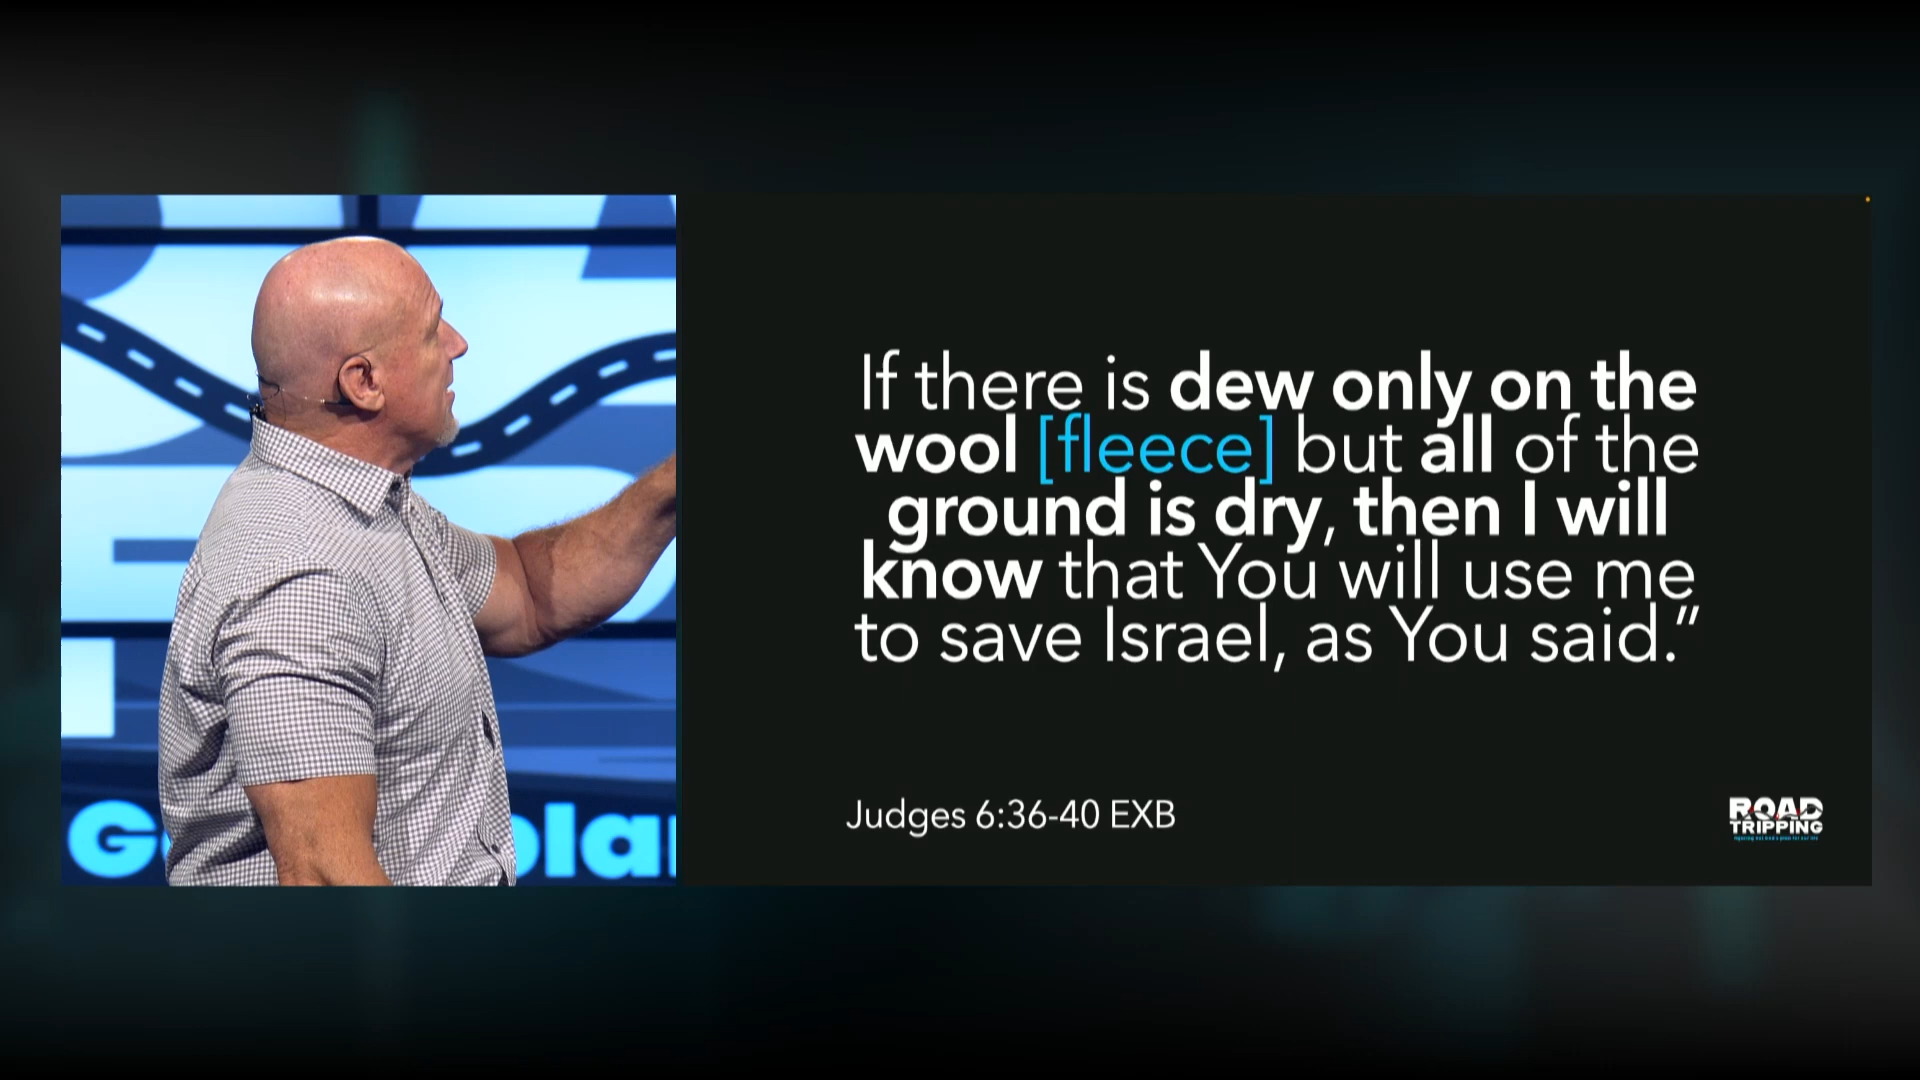 If there is dew only on the
wool [fleece] but all of the
ground is dry, then I will
know that You will use me
to save Israel, as You said.”
Judges 6:36-40 EXB
ROAD
TRIPPING